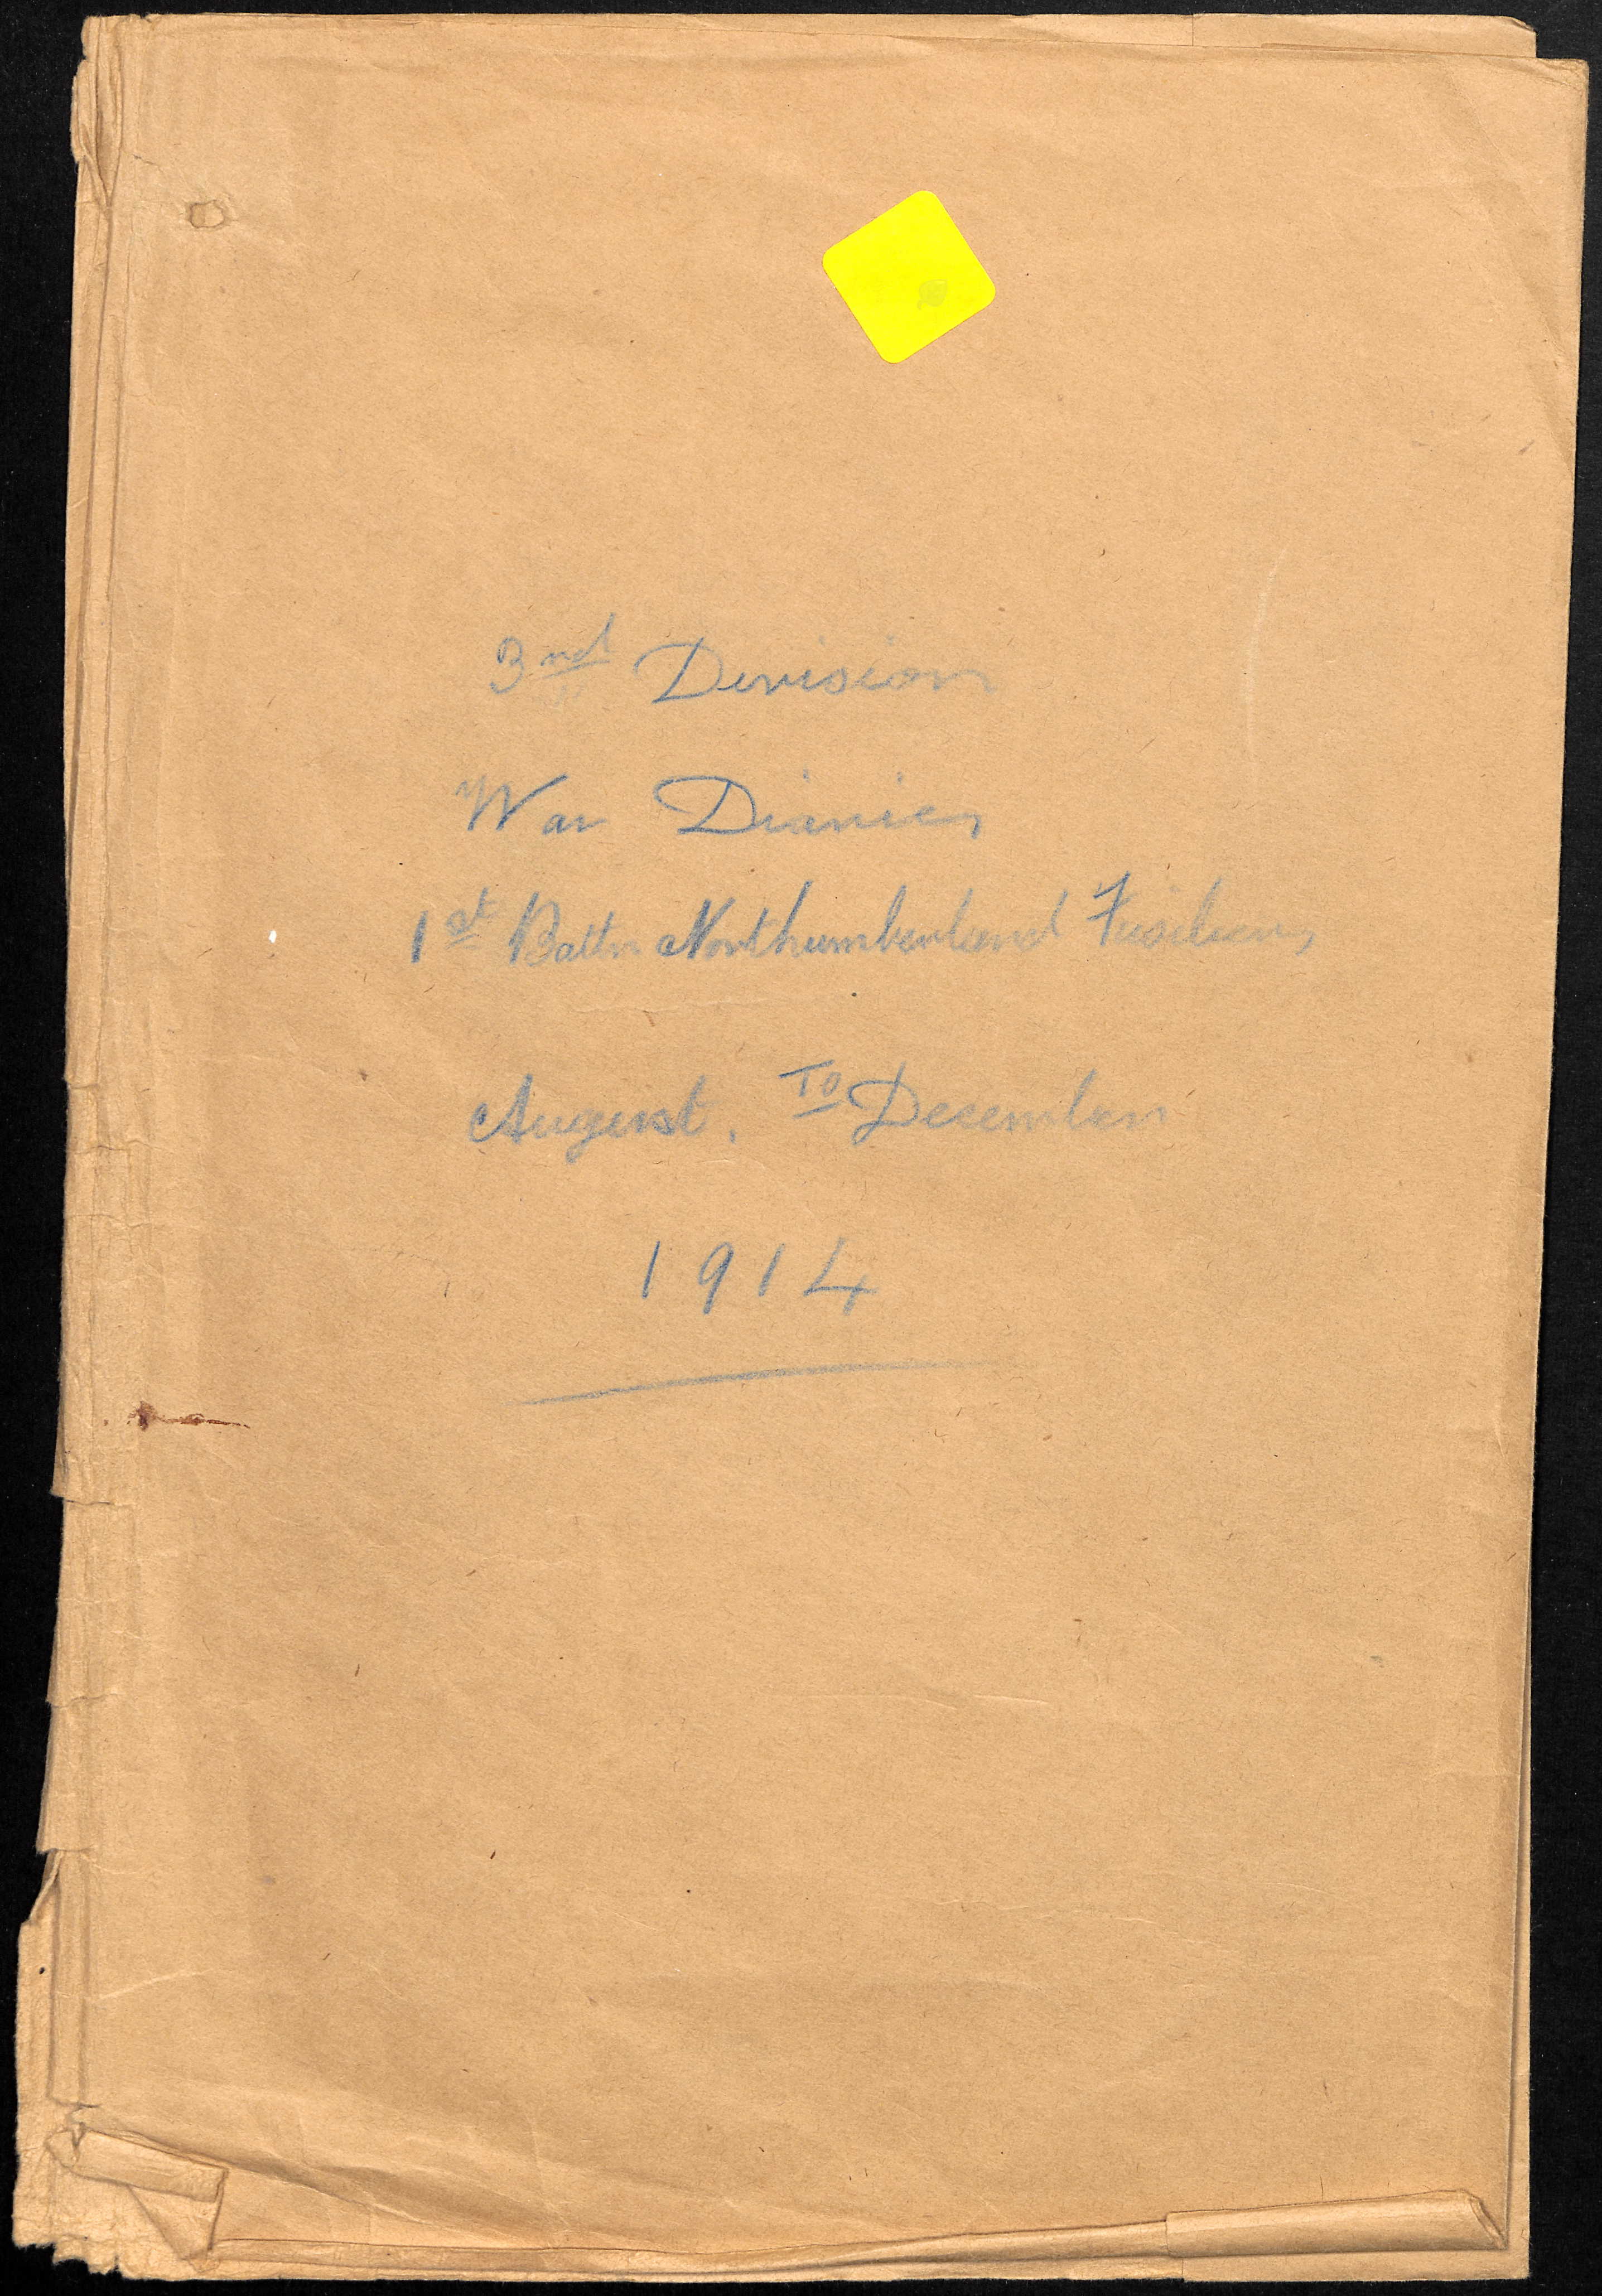 3rd Division
War Diaries
1st Battn Northumberland Fusiliers
August. To December
1914